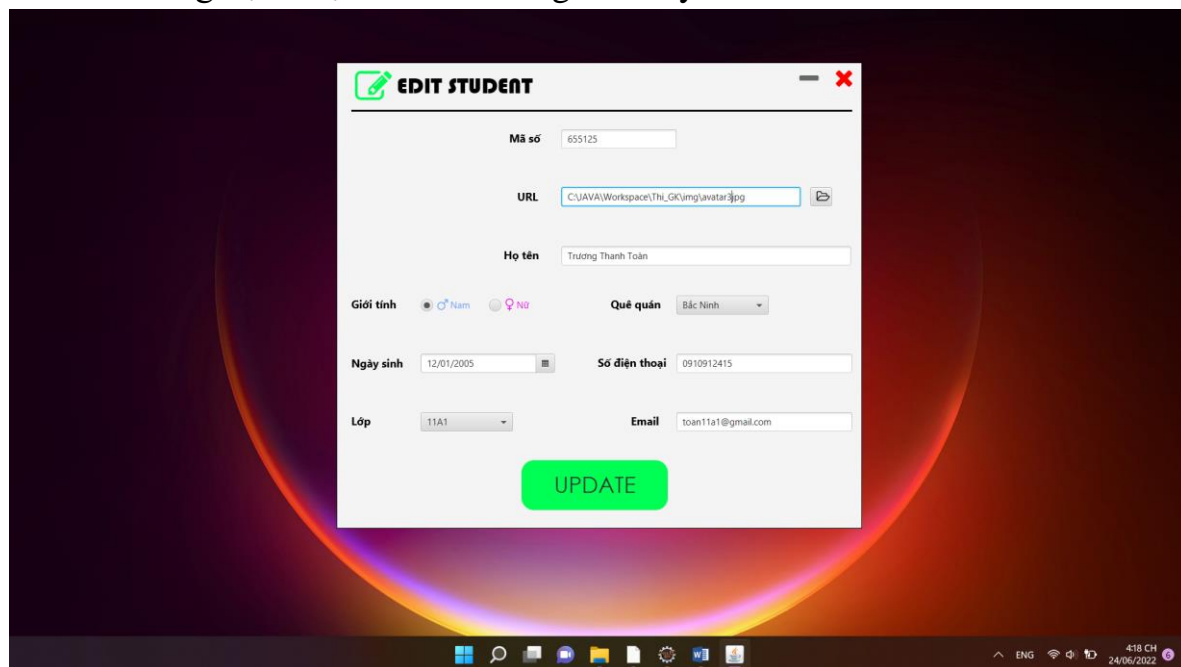 EDIT STUDENT
Mã số 655125
URL C:\JAVA\Workspace\Thi_GK\img\avatar3.jpg
Họ tên Trương Thanh Toàn
Giới tính Nam Nữ Quê quán Bắc Ninh
Ngày sinh 12/01/2005 Số điện thoại 0910912415
Lớp 11A1 Email toan11a1@gmail.com
UPDATE
ENG 4:18 CH 6
24/06/2022